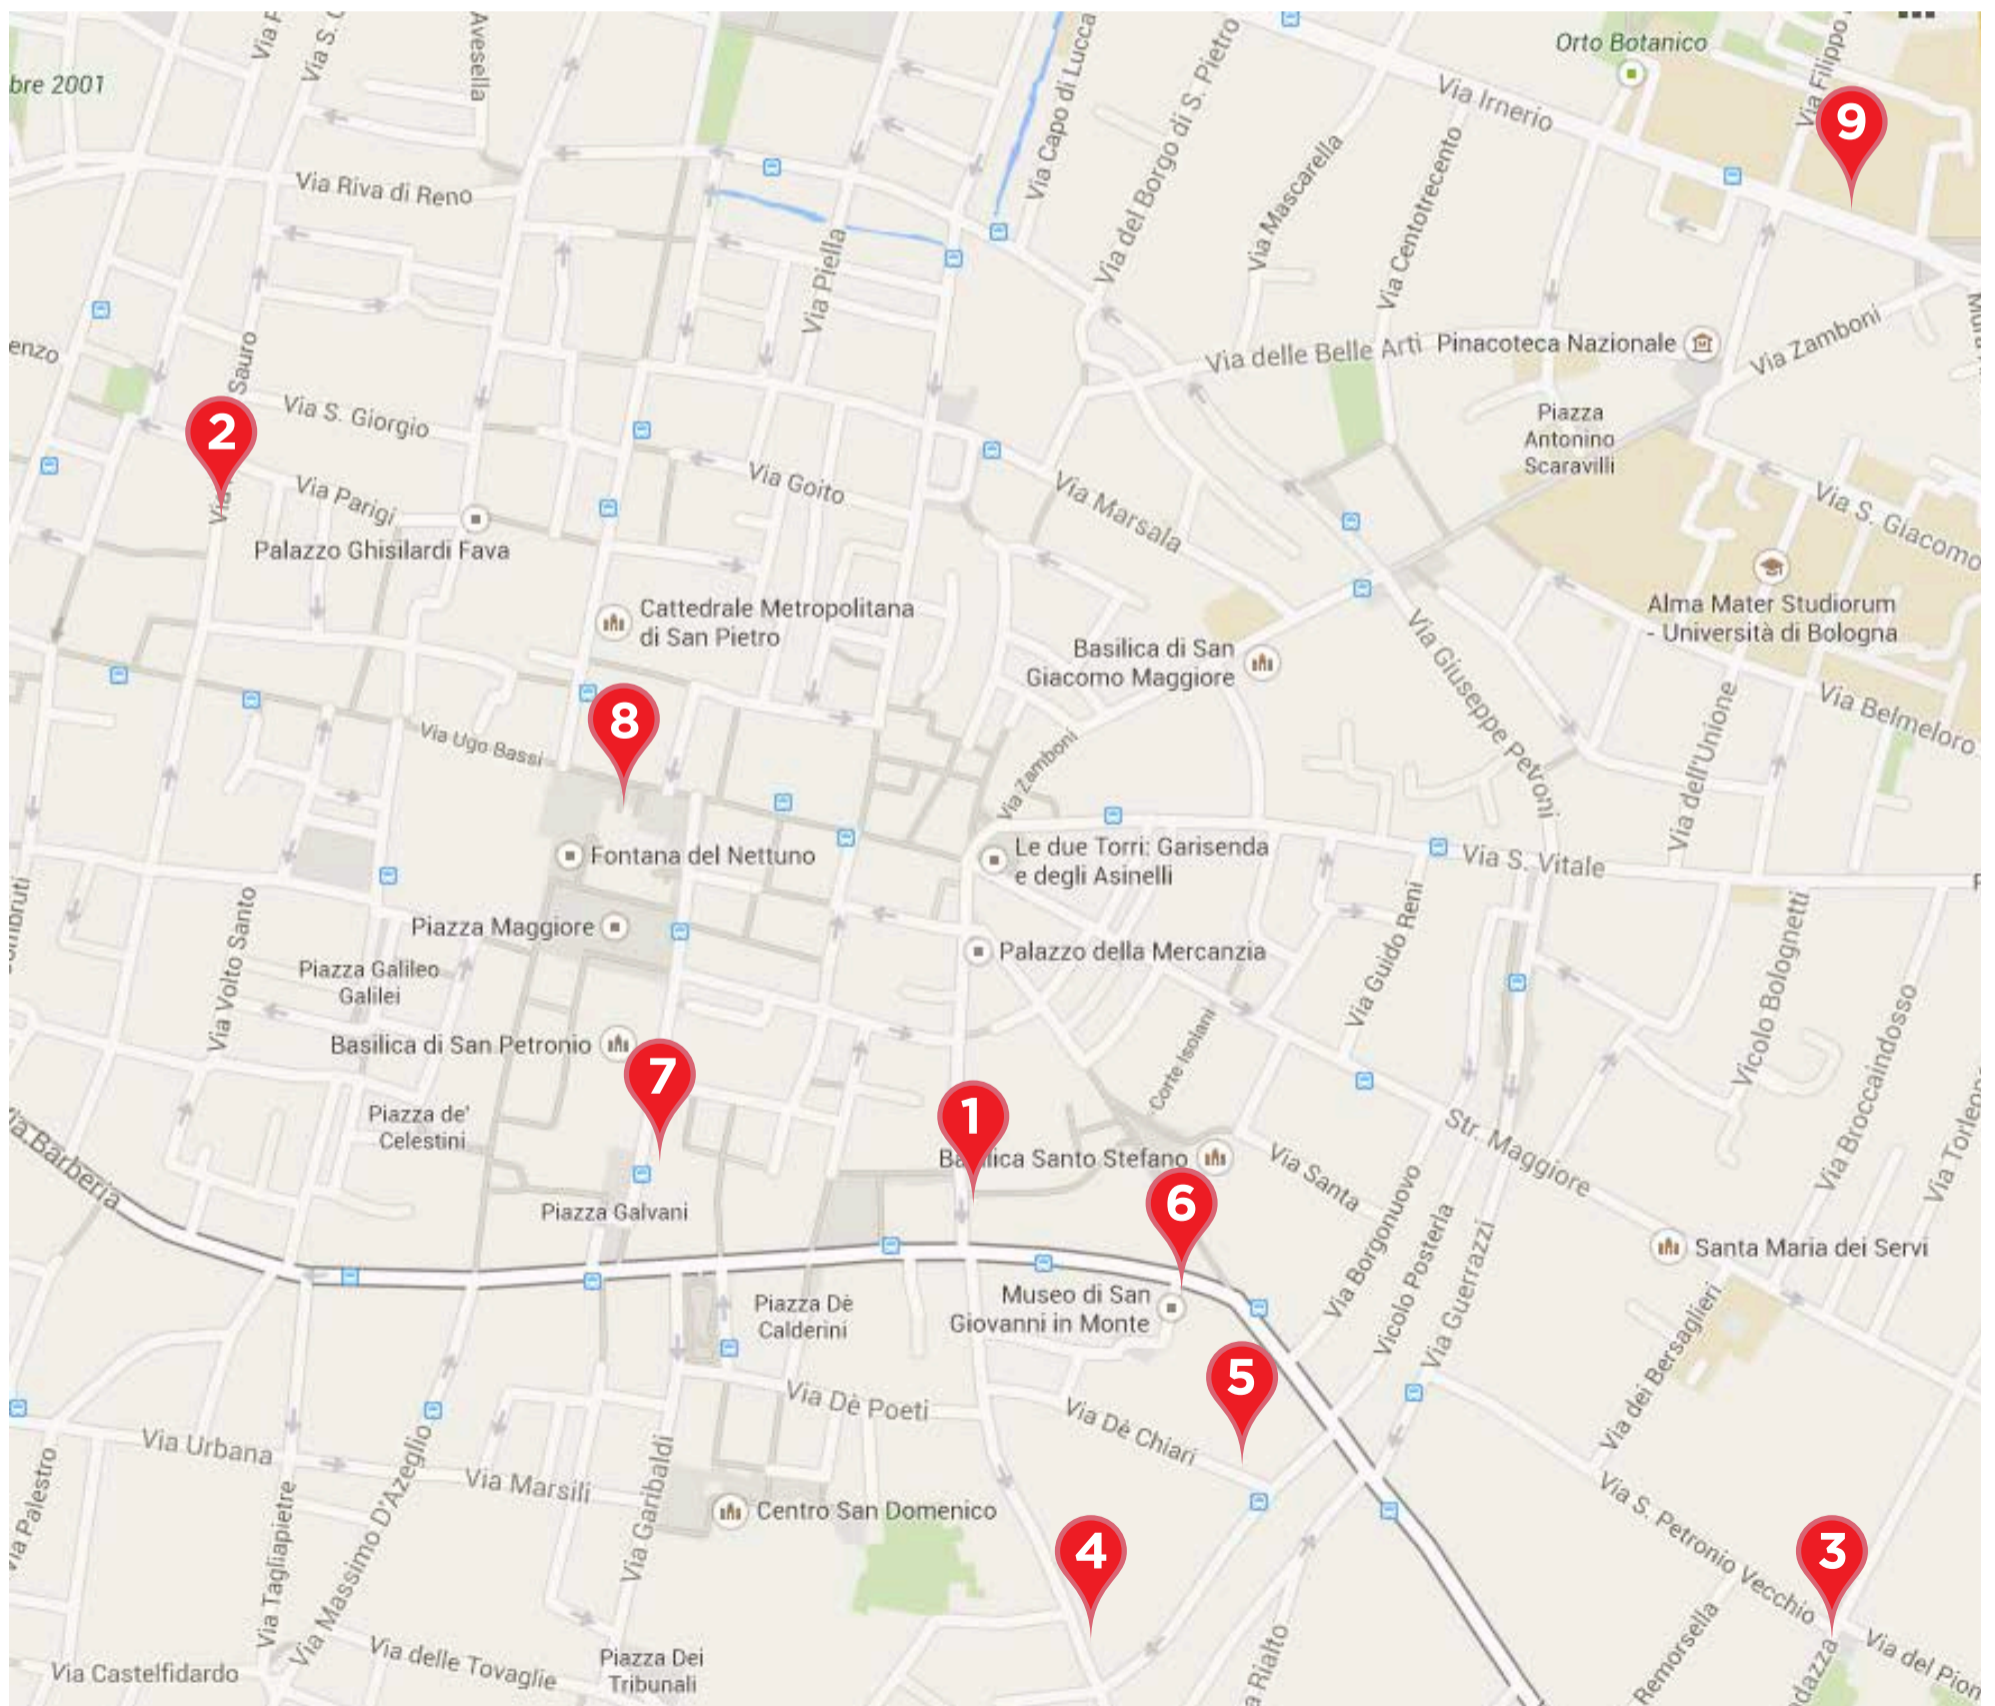 bre 2001
Avesella
Via Capo di Lucca
Via del Borgo di S. Pietro
Orto Botanico
Via Irnerio
Via Filippo
9
Via Riva di Reno
Via Mascarella
Via Centotrecento
Via Piella
Sauro
enzo
Via delle Belle Arti
Pinacoteca Nazionale
Via Zamboni
2
Via S. Giorgio
Piazza
Antonino
Scaravilli
Via Parigi
Via Goito
Via Marsala
Via S. Giacomo
Palazzo Ghisilardi Fava
Cattedrale Metropolitana
di San Pietro
Alma Mater Studiorum
- Università di Bologna
Basilica di San
Giacomo Maggiore
Via Giuseppe Petroni
Via dell'Unione
Via Belmeloro
8
Via Ugo Bassi
Via Zamboni
Fontana del Nettuno
Le due Torri: Garisenda
e degli Asinelli
Via S. Vitale
Via Volto Santo
Piazza Maggiore
Palazzo della Mercanzia
Via Guido Reni
Vicolo Bolognetti
Via Broccaindosso
Piazza Galileo
Galilei
Basilica di San Petronio
7
Corte Isolani
Piazza de'
Celestini
1
Via Barberia
Basilica Santo Stefano
Via Santa
Str. Maggiore
6
Piazza Galvani
Via Borgonuovo
Vicolo Posterla
Via Guerrazzi
Santa Maria dei Servi
Museo di San
Giovanni in Monte
Piazza Dè
Calderini
5
Via dei Bersaglieri
Via Dè Poeti
Via Dè Chiari
Via Urbana
Via Marsili
Via Palestro
Via Tagliapietre
Via Massimo D'Azeglio
Via Garibaldi
Centro San Domenico
4
Via S. Petronio Vecchio
3
Via Castelfidardo
Via delle Tovaglie
Piazza Dei
Tribunali
Rialto
Remorsella
Via del Pion